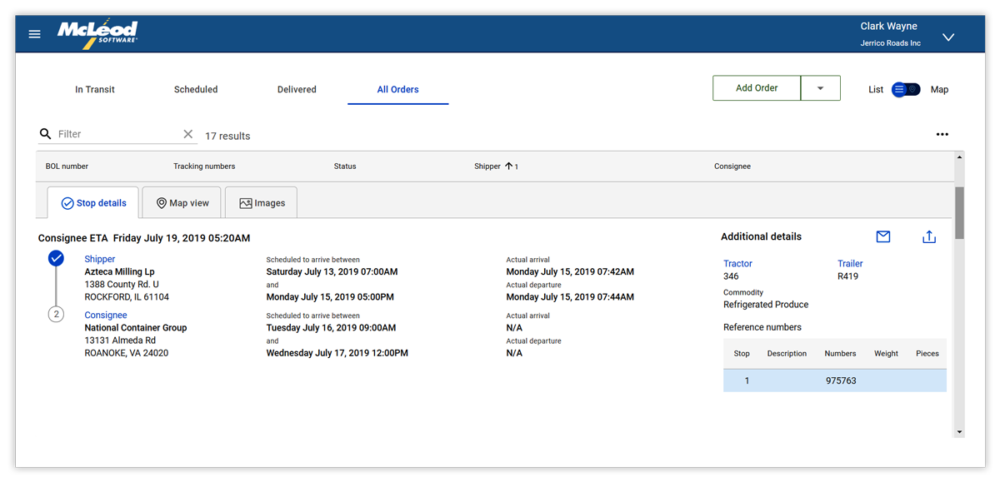 McLeod SOFTWARE
Clark Wayne
Jerrico Roads Inc
In Transit Scheduled Delivered All Orders Add Order List Map
Filter 17 results
BOL number Tracking numbers Status Shipper 1 Consignee
Stop details Map view Images
Consignee ETA Friday July 19, 2019 05:20AM
Shipper
Azteca Milling Lp
1388 County Rd. U
ROCKFORD, IL 61104
Scheduled to arrive between
Saturday July 13, 2019 07:00AM
and
Monday July 15, 2019 05:00PM
Actual arrival
Monday July 15, 2019 07:42AM
Actual departure
Monday July 15, 2019 07:44AM
2
Consignee
National Container Group
13131 Almeda Rd
ROANOKE, VA 24020
Scheduled to arrive between
Tuesday July 16, 2019 09:00AM
and
Wednesday July 17, 2019 12:00PM
Actual arrival
N/A
Actual departure
N/A
Additional details
Tractor Trailer
346 R419
Commodity
Refrigerated Produce
Reference numbers
Stop Description Numbers Weight Pieces
1 975763